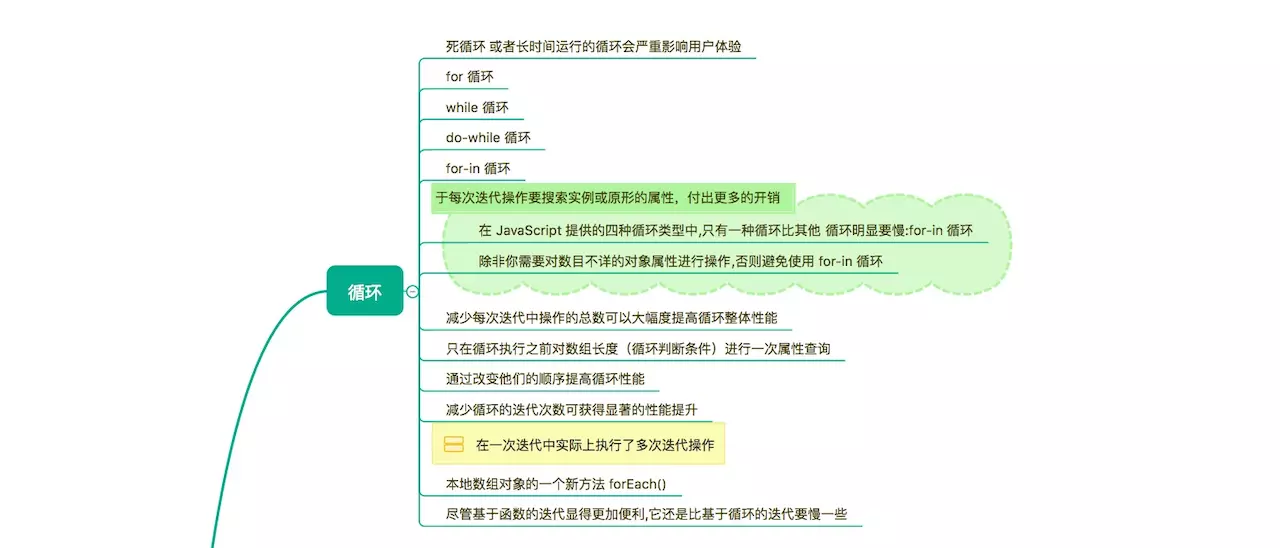 死循环 或者长时间运行的循环会严重影响用户体验
for 循环
while 循环
do-while 循环
for-in 循环
于每次迭代操作要搜索实例或原形的属性，付出更多的开销
在 JavaScript 提供的四种循环类型中,只有一种循环比其他 循环明显要慢:for-in 循环
除非你需要对数目不详的对象属性进行操作,否则避免使用 for-in 循环
循环
减少每次迭代中操作的总数可以大幅度提高循环整体性能
只在循环执行之前对数组长度（循环判断条件）进行一次属性查询
通过改变他们的顺序提高循环性能
减少循环的迭代次数可获得显著的性能提升
在一次迭代中实际上执行了多次迭代操作
本地数组对象的一个新方法 forEach()
尽管基于函数的迭代显得更加便利,它还是比基于循环的迭代要慢一些